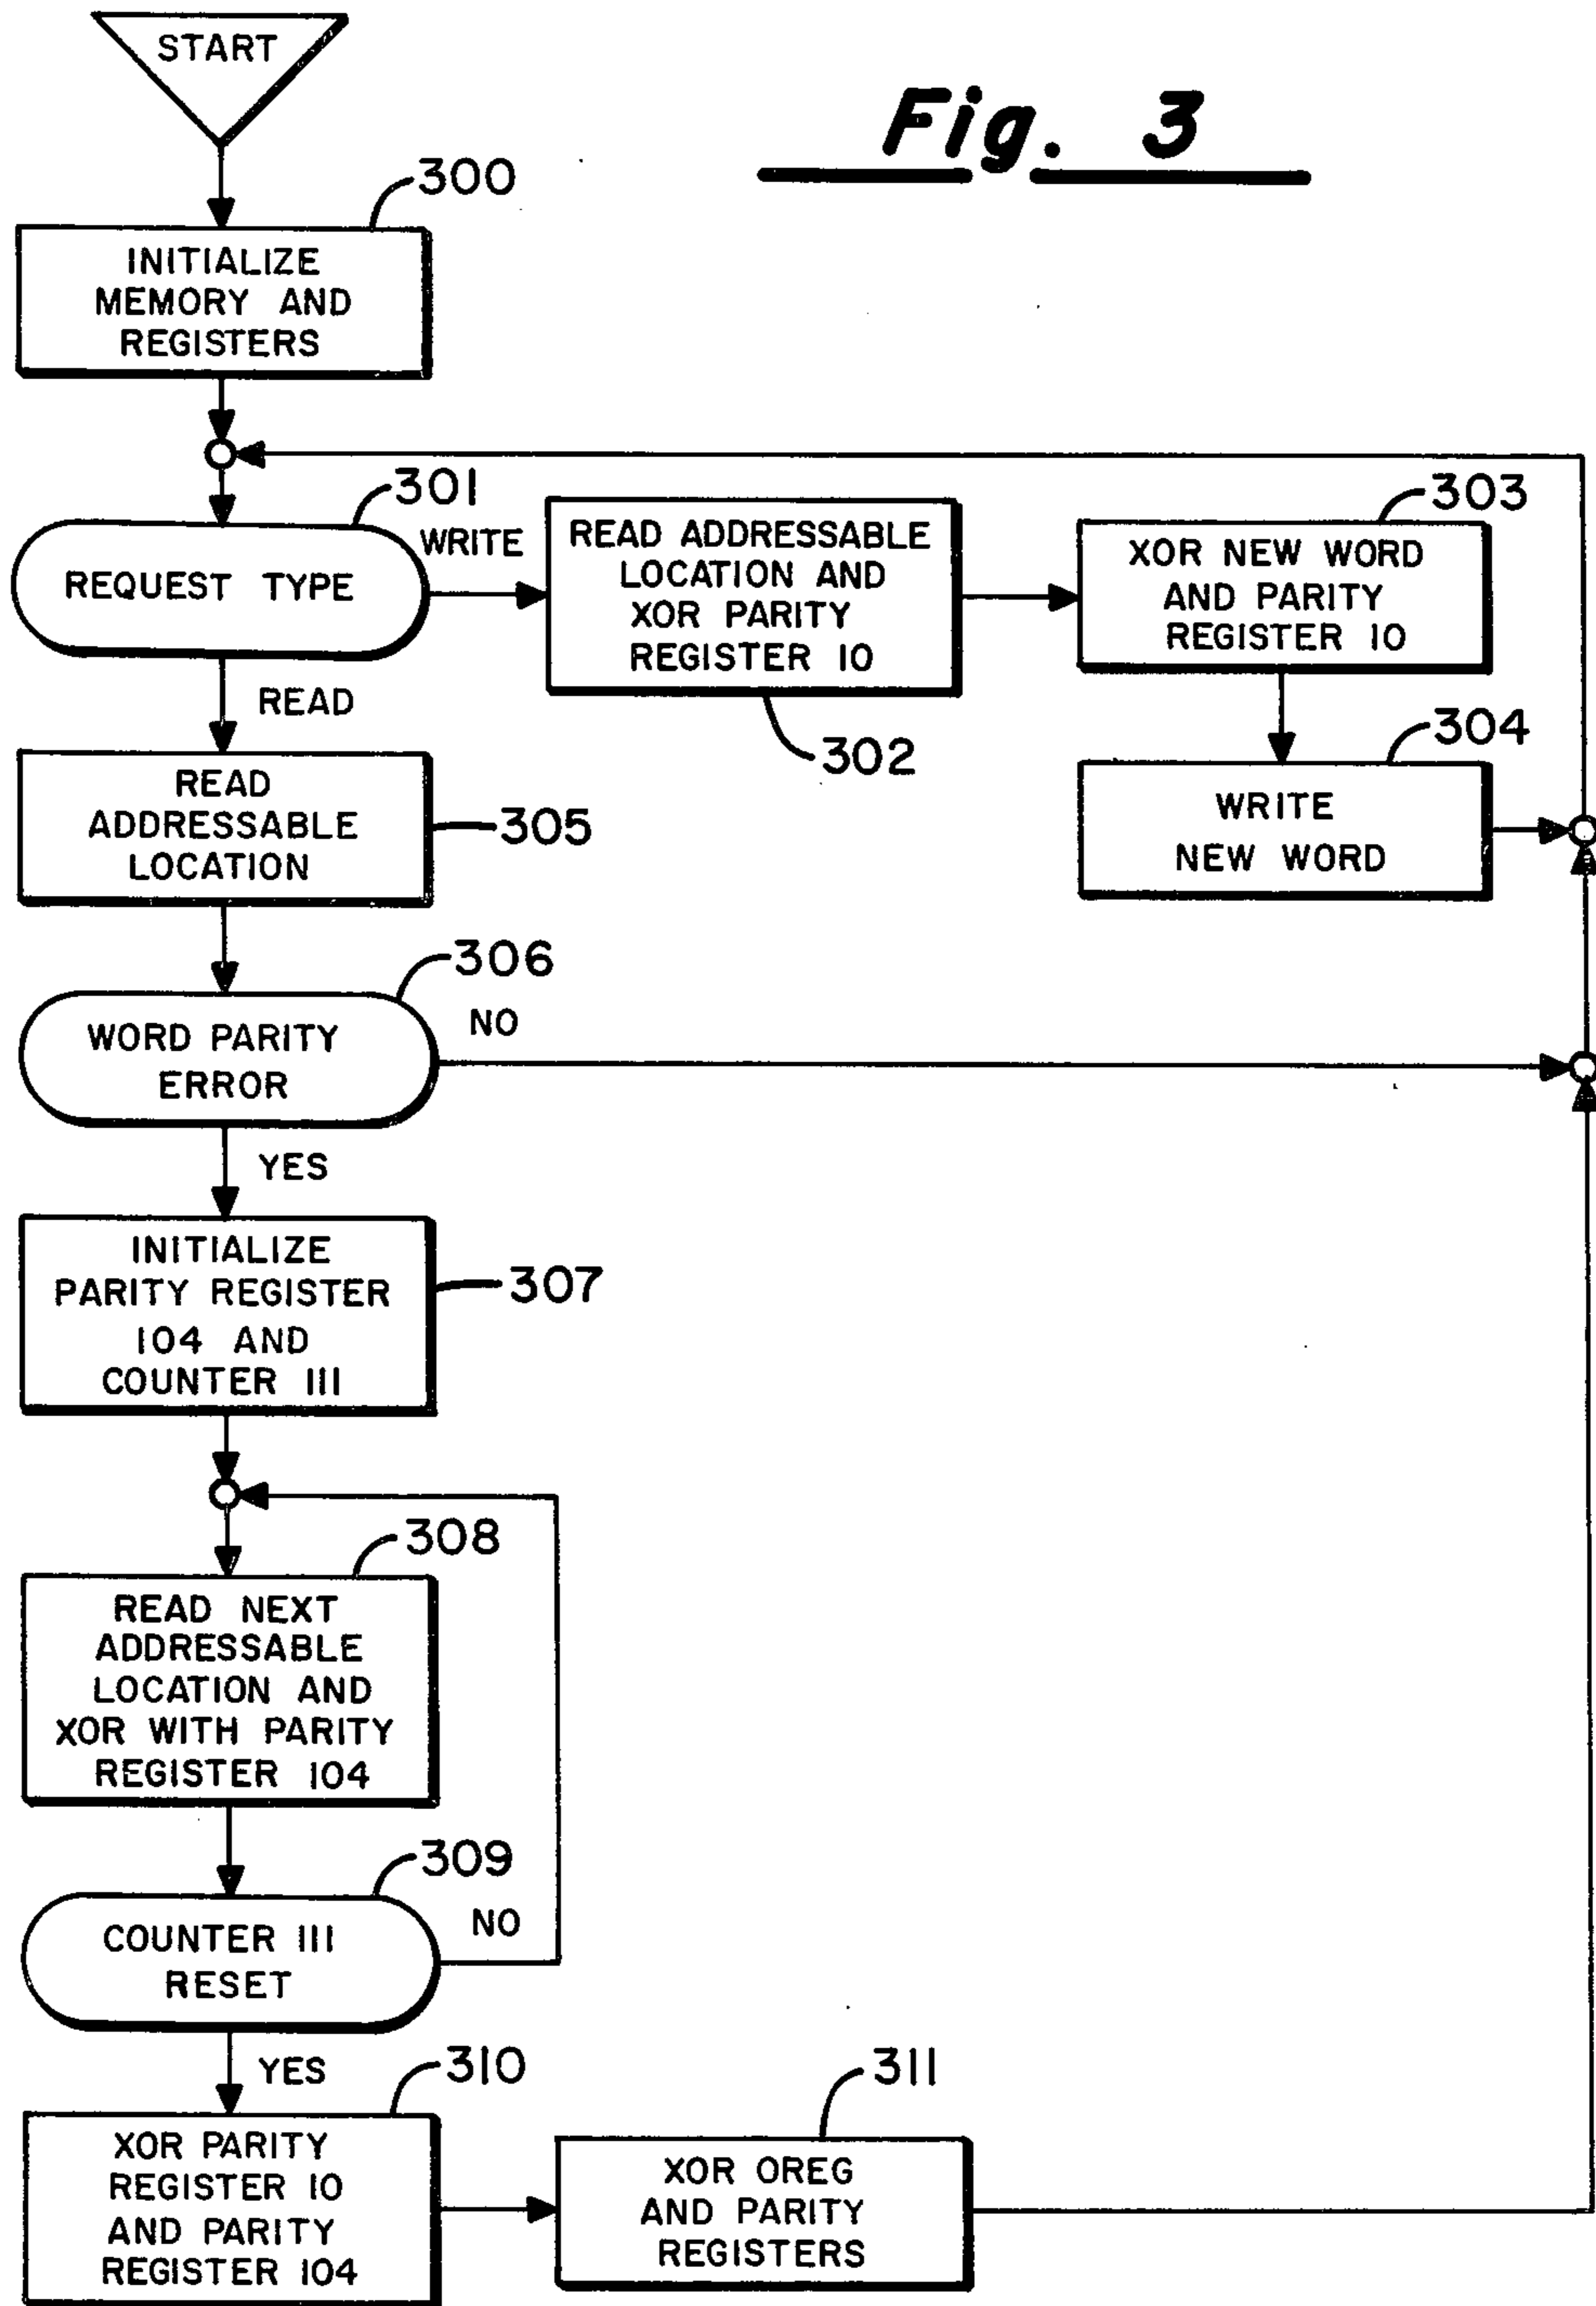 START
Fig. 3
300
INITIALIZE
MEMORY AND
REGISTERS
301
REQUEST TYPE
WRITE
READ ADDRESSABLE
LOCATION AND
XOR PARITY
REGISTER 10
302
303
XOR NEW WORD
AND PARITY
REGISTER 10
304
WRITE
NEW WORD
READ
READ
ADDRESSABLE
LOCATION
305
306
WORD PARITY
ERROR
NO
YES
INITIALIZE
PARITY REGISTER
104 AND
COUNTER 111
307
308
READ NEXT
ADDRESSABLE
LOCATION AND
XOR WITH PARITY
REGISTER 104
309
COUNTER 111
RESET
NO
YES
310
XOR PARITY
REGISTER 10
AND PARITY
REGISTER 104
311
XOR OREG
AND PARITY
REGISTERS